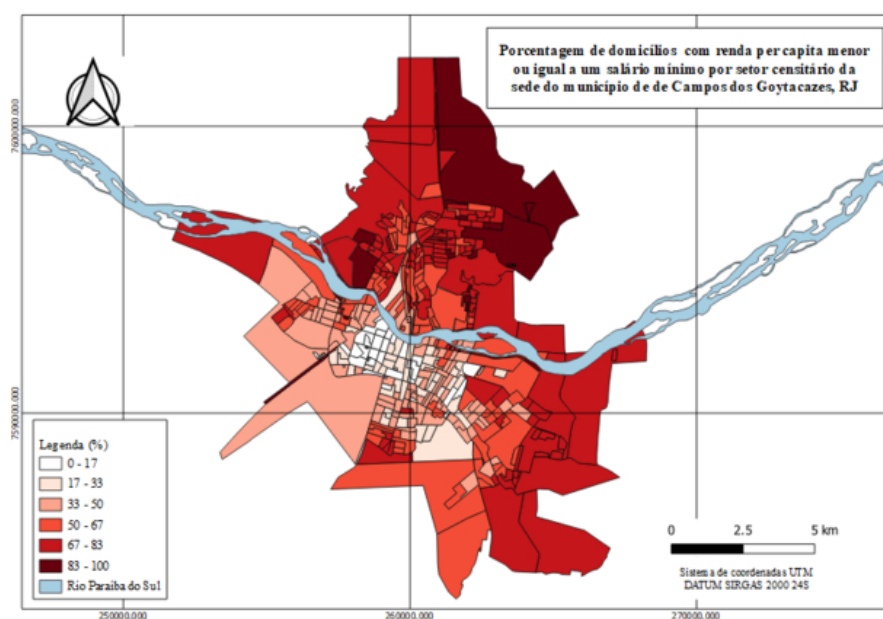 Porcentagem de domicílios com renda per capita menor
ou igual a um salário mínimo por setor censitário da
sede do município de de Campos dos Goytacazes, RJ
7600000.000
7590000.000
Legenda (%)
0 - 17
17 - 33
33 - 50
50 - 67
67 - 83
83 - 100
Rio Paraíba do Sul
0 2.5 5 km
Sistema de coordenadas UTM
DATUM SIRGAS 2000 24S
250000.000 260000.000 270000.000